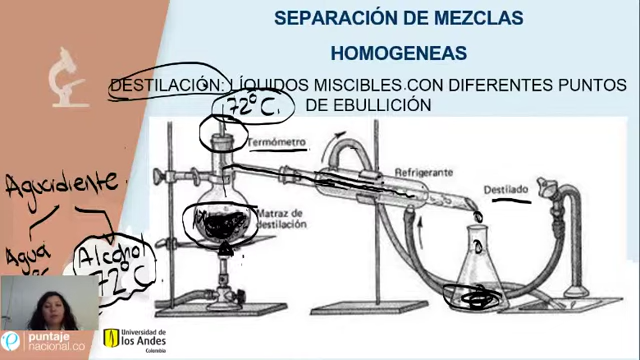 SEPARACIÓN DE MEZCLAS
HOMOGENEAS
DESTILACIÓN: LÍQUIDOS MISCIBLES CON DIFERENTES PUNTOS
DE EBULLICIÓN
72°C.
Termómetro
Refrigerante
Destilado
Matraz de
destilación
Aguardiente
Agua
Alcohol
72°C
puntaje
nacional.co
Universidad de
los Andes
Colombia